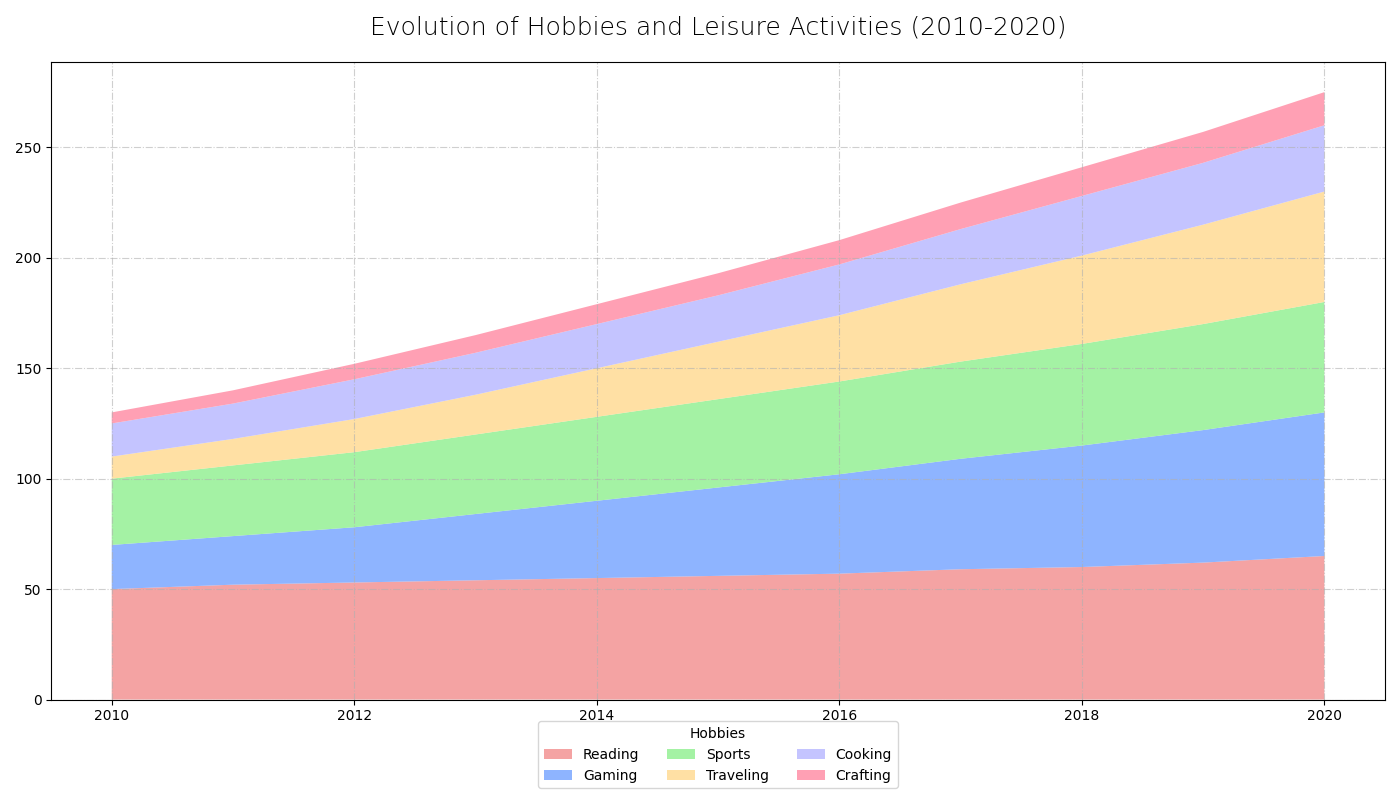 Evolution of Hobbies and Leisure Activities (2010-2020)
250
200
150
100
50
0
2010 2012 2014 2016 2018 2020
Hobbies
Reading Sports Cooking
Gaming Traveling Crafting